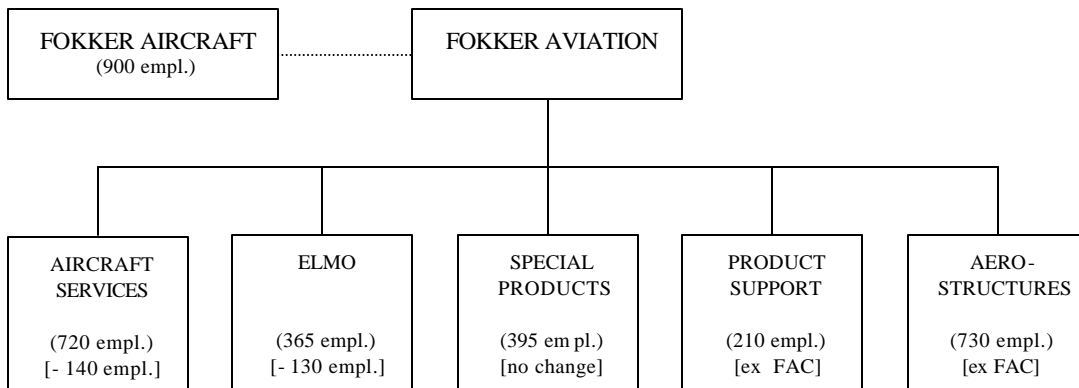 FOKKER AIRCRAFT
(900 empl.)
FOKKER AVIATION
AIRCRAFT
SERVICES
(720 empl.)
[- 140 empl.]
ELMO
(365 empl.)
[- 130 empl.]
SPECIAL
PRODUCTS
(395 em pl.)
[no change]
PRODUCT
SUPPORT
(210 empl.)
[ex FAC]
AERO-
STRUCTURES
(730 empl.)
[ex FAC]